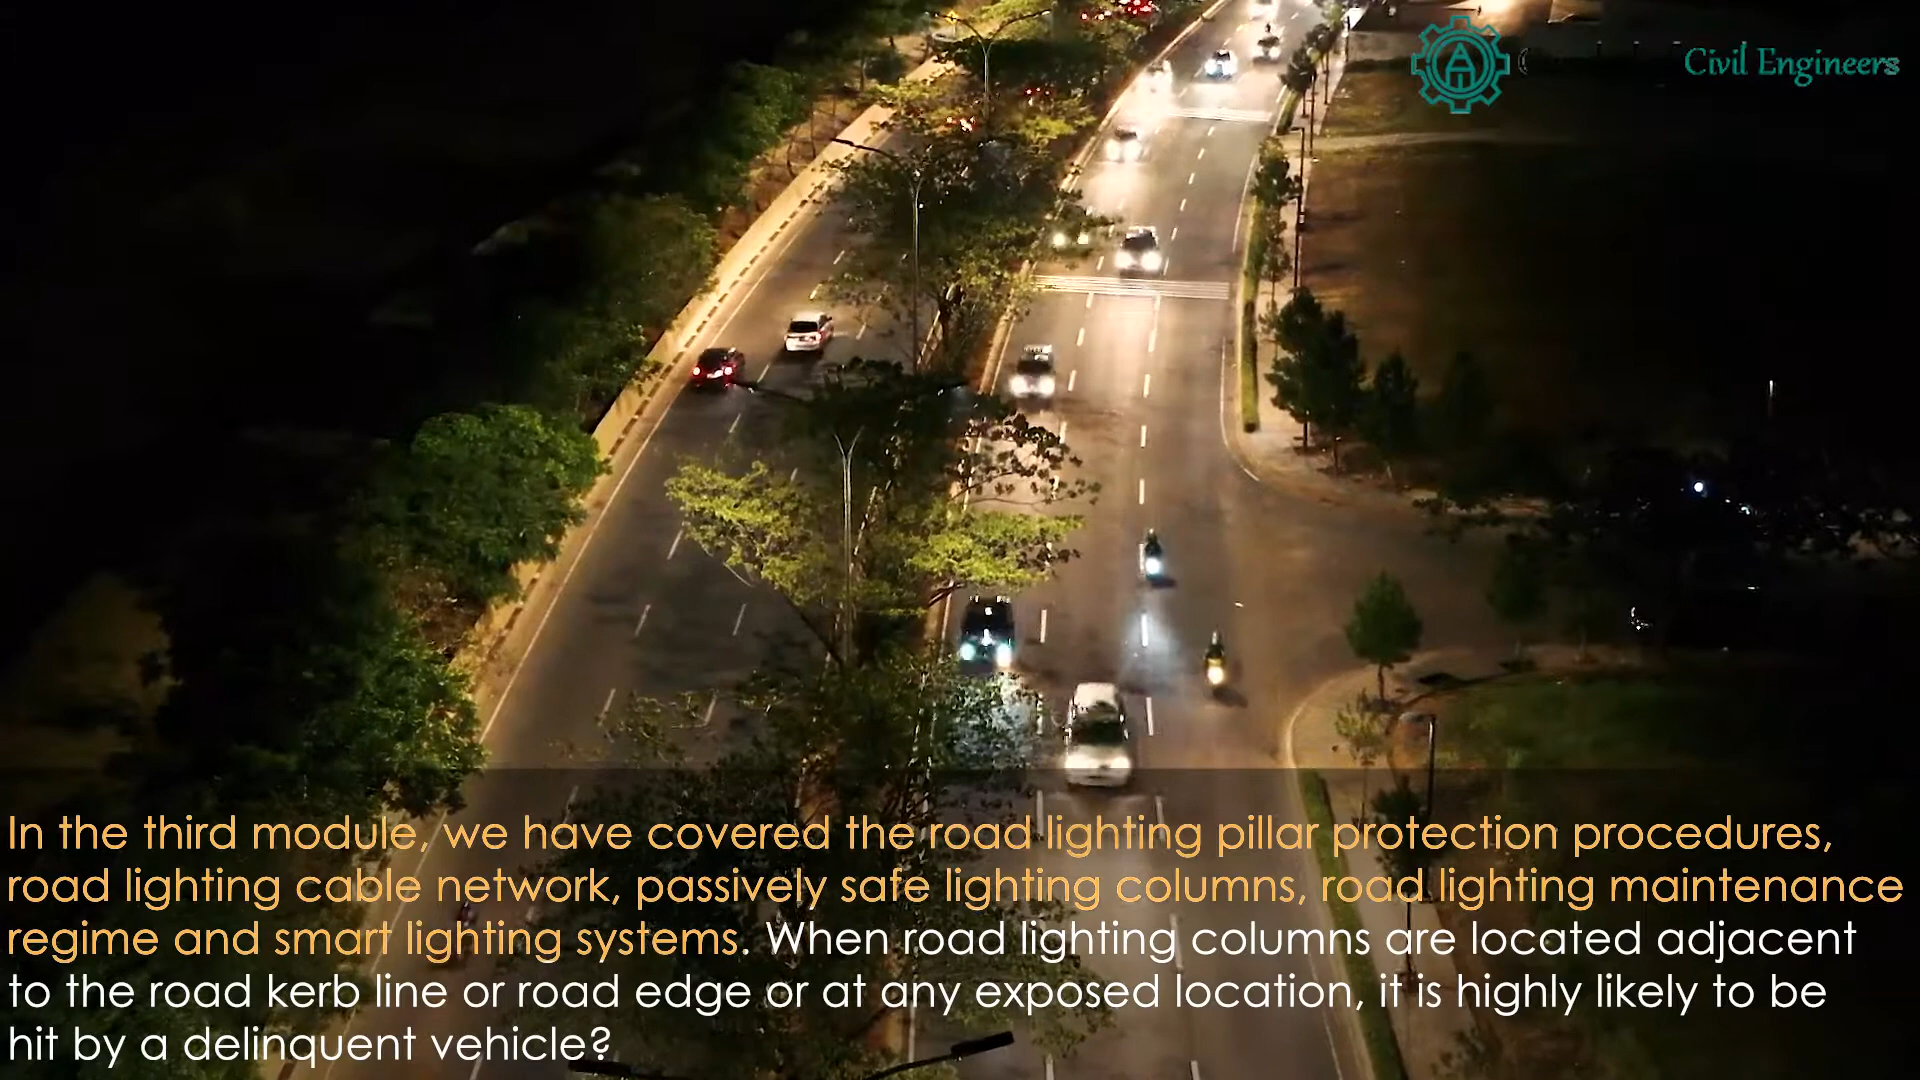 Civil Engineers
In the third module, we have covered the road lighting pillar protection procedures,
road lighting cable network, passively safe lighting columns, road lighting maintenance
regime and smart lighting systems. When road lighting columns are located adjacent
to the road kerb line or road edge or at any exposed location, it is highly likely to be
hit by a delinquent vehicle?